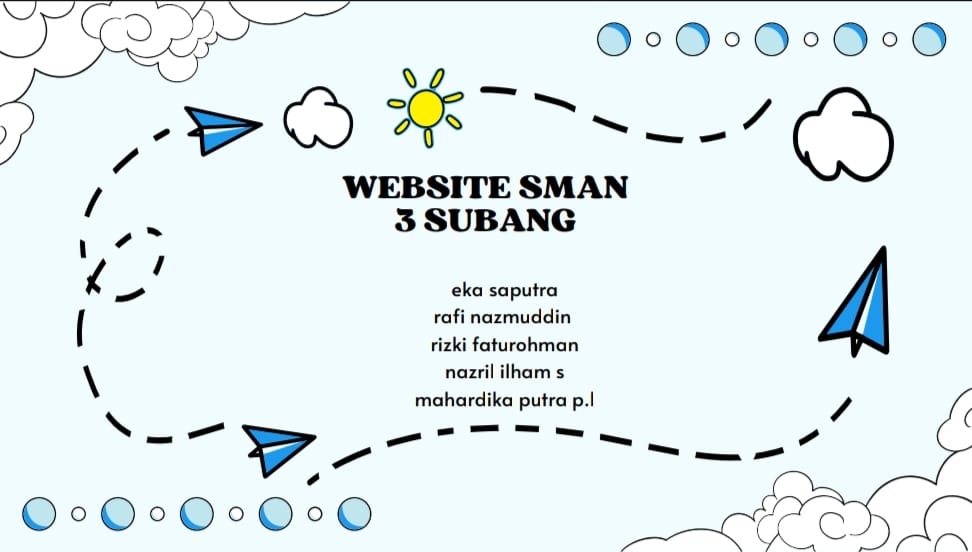 WEBSITE SMAN
3 SUBANG
eka saputra
rafi nazmuddin
rizki faturohman
nazril ilham s
mahardika putra p.l